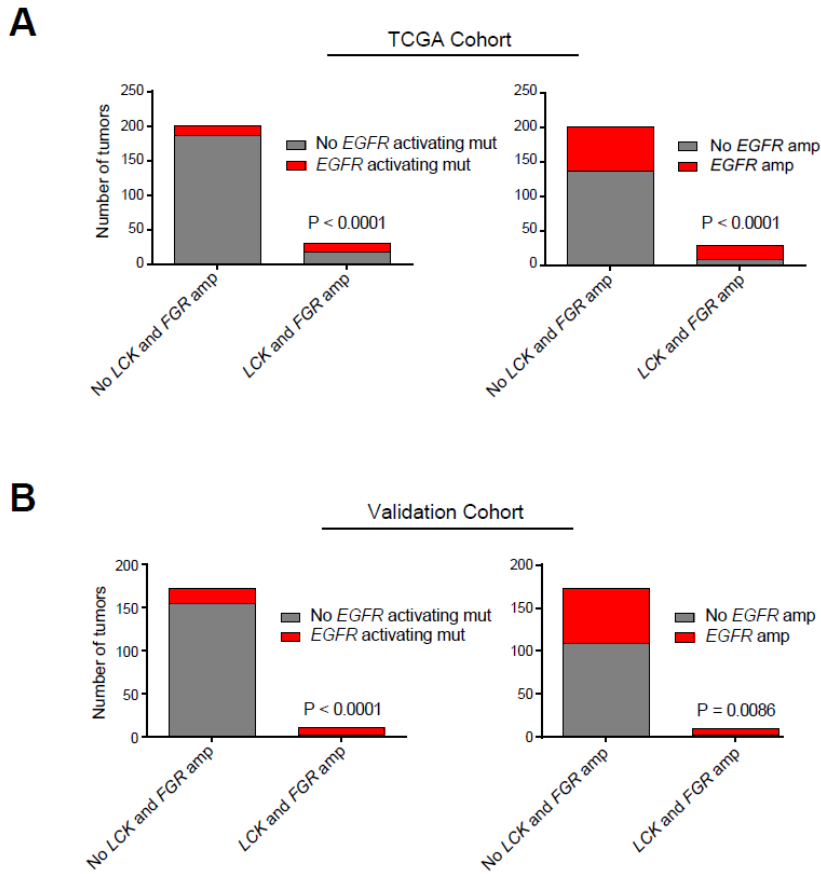 A
TCGA Cohort
Number of tumors
250
200
150
100
50
0
No EGFR activating mut
EGFR activating mut
P < 0.0001
No LCK and FGR amp
LCK and FGR amp
250
200
150
100
50
0
No EGFR amp
EGFR amp
P < 0.0001
No LCK and FGR amp
LCK and FGR amp
B
Validation Cohort
Number of tumors
200
150
100
50
0
No EGFR activating mut
EGFR activating mut
P < 0.0001
No LCK and FGR amp
LCK and FGR amp
200
150
100
50
0
No EGFR amp
EGFR amp
P = 0.0086
No LCK and FGR amp
LCK and FGR amp